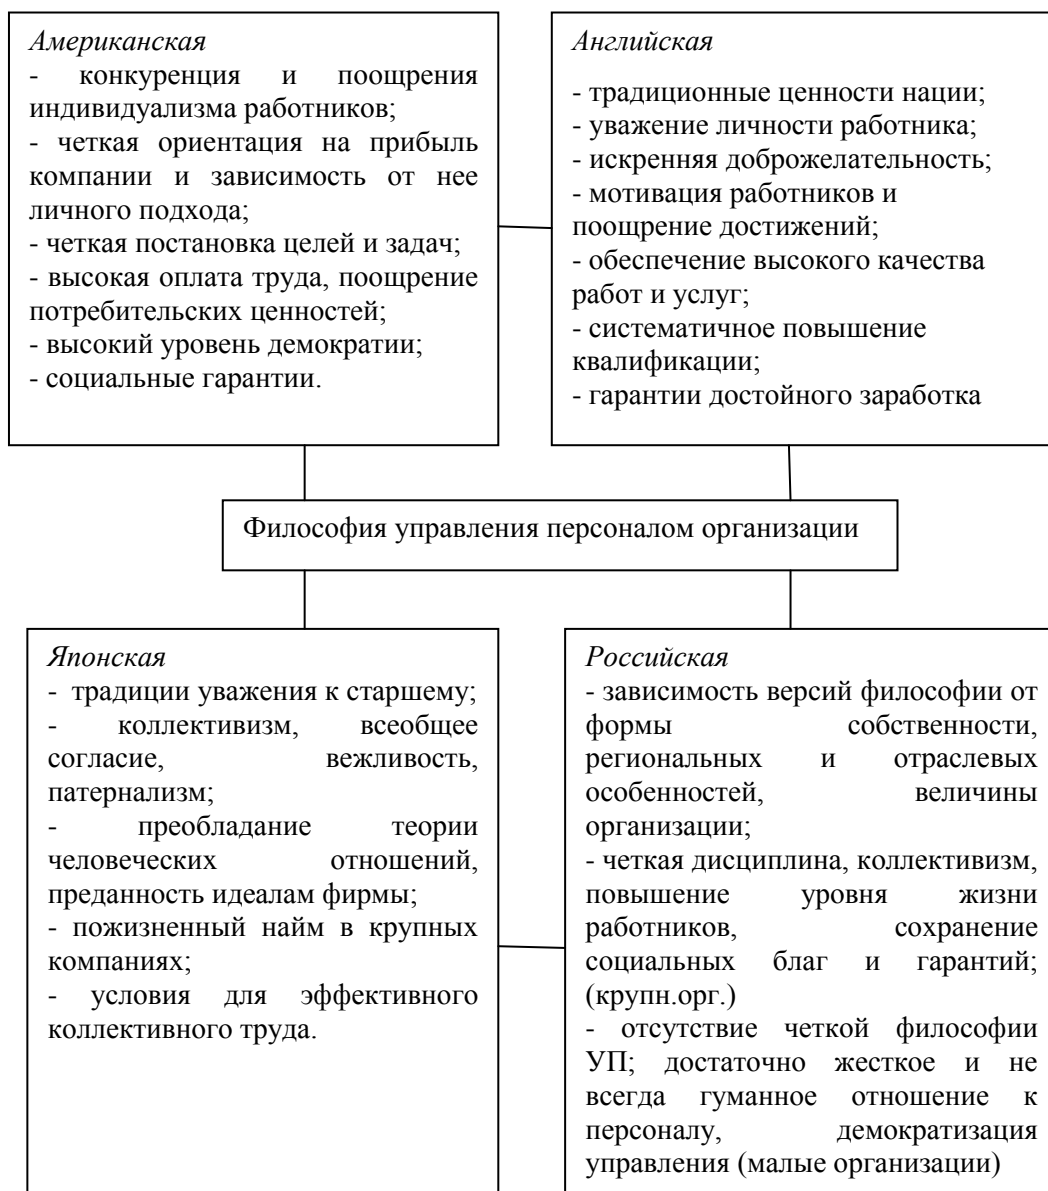 Американская
- конкуренция и поощрения
индивидуализма работников;
- четкая ориентация на прибыль
компании и зависимость от нее
личного подхода;
- четкая постановка целей и задач;
- высокая оплата труда, поощрение
потребительских ценностей;
- высокий уровень демократии;
- социальные гарантии.
Английская
- традиционные ценности нации;
- уважение личности работника;
- искренняя доброжелательность;
- мотивация работников и
поощрение достижений;
- обеспечение высокого качества
работ и услуг;
- систематичное повышение
квалификации;
- гарантии достойного заработка
Философия управления персоналом организации
Японская
- традиции уважения к старшему;
- коллективизм, всеобщее
согласие, вежливость,
патернализм;
- преобладание теории
человеческих отношений,
преданность идеалам фирмы;
- пожизненный найм в крупных
компаниях;
- условия для эффективного
коллективного труда.
Российская
- зависимость версий философии от
формы собственности,
региональных и отраслевых
особенностей, величины
организации;
- четкая дисциплина, коллективизм,
повышение уровня жизни
работников, сохранение
социальных благ и гарантий;
(крупн.орг.)
- отсутствие четкой философии
УП; достаточно жесткое и не
всегда гуманное отношение к
персоналу, демократизация
управления (малые организации)